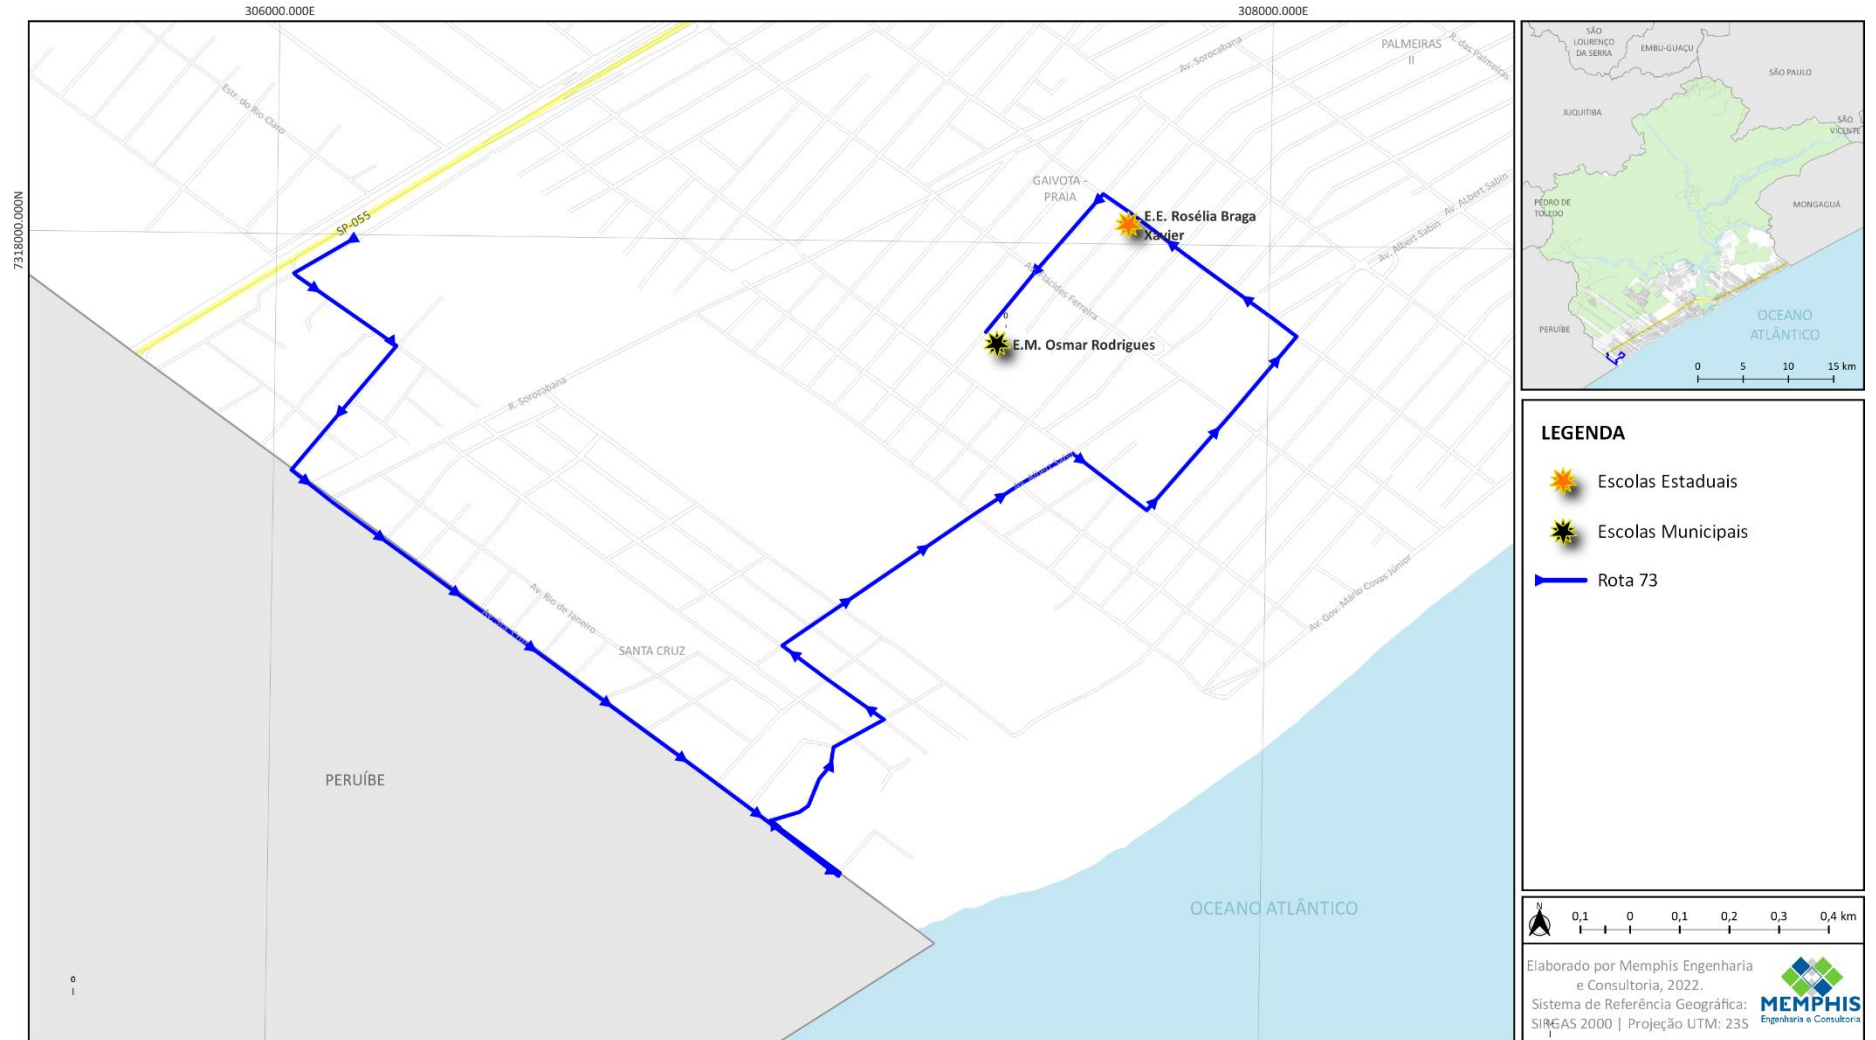 306000.000E
308000.000E
7318000.000N
Estr. do Rio Claro
SP-055
Av. Sorocabana
PALMEIRAS
II
R. das Palmeiras
GAIVOTA -
PRAIA
E.E. Rosélia Braga
Xavier
Av. Albert Sabin
Av. Albert Sabin
Av. Plácides Ferreira
0
E.M. Osmar Rodrigues
R. Sorocabana
Av. Rio de Janeiro
SANTA CRUZ
Av. Gov. Mário Covas Júnior
PERUÍBE
OCEANO ATLÂNTICO
0
SÃO
LOURENÇO
DA SERRA
EMBU-GUAÇU
SÃO PAULO
JUQUITIBA
SÃO
VICENTE
PEDRO DE
TOLEDO
MONGAGUÁ
PERUÍBE
OCEANO
ATLÂNTICO
0 5 10 15 km
LEGENDA
Escolas Estaduais
Escolas Municipais
Rota 73
N
0,1 0 0,1 0,2 0,3 0,4 km
Elaborado por Memphis Engenharia
e Consultoria, 2022.
Sistema de Referência Geográfica:
SIRGAS 2000 | Projeção UTM: 23S
MEMPHIS
Engenharia e Consultoria